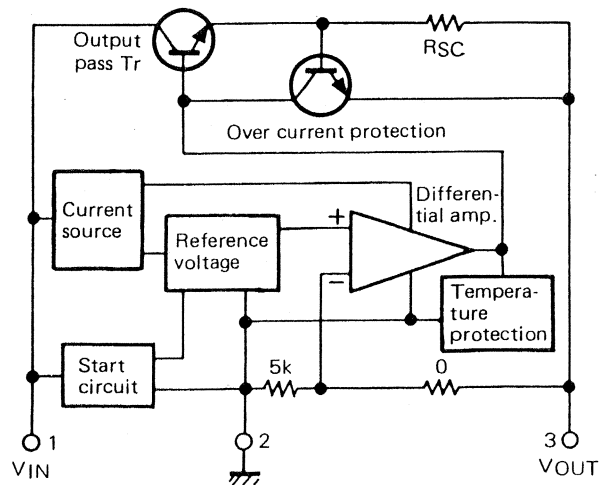 Output
pass Tr
RSC
Over current protection
Current
source
Differen-
tial amp.
Reference
voltage
+
−
Tempera-
ture
protection
Start
circuit
5k
0
1
2
3
VIN
VOUT